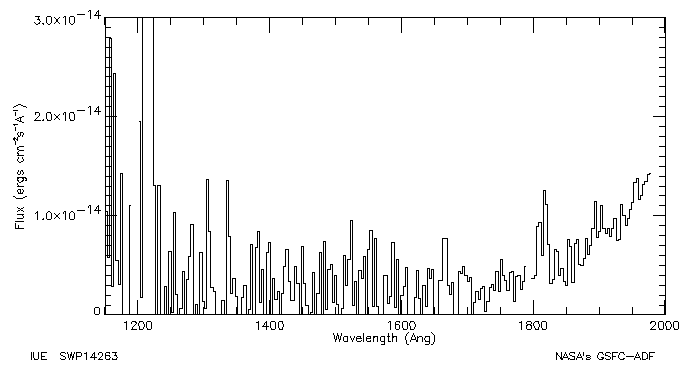 3.0×10−14
2.0×10−14
1.0×10−14
0
Flux (ergs cm−2s−1A−1)
1200 1400 1600 1800 2000
Wavelength (Ang)
IUE SWP14263 NASA's GSFC−ADF